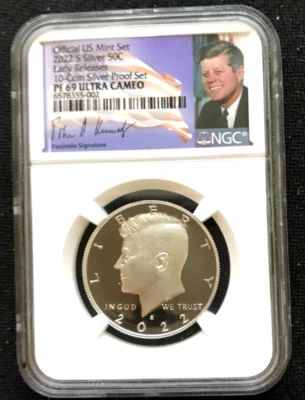 Official US Mint Set
2022 S Silver 50C
Early Releases
10-Coin Silver Proof Set
PF 69 ULTRA CAMEO
6578355-002
Facsimile Signature
NGC
LIBERTY
IN GOD WE TRUST
S
2022